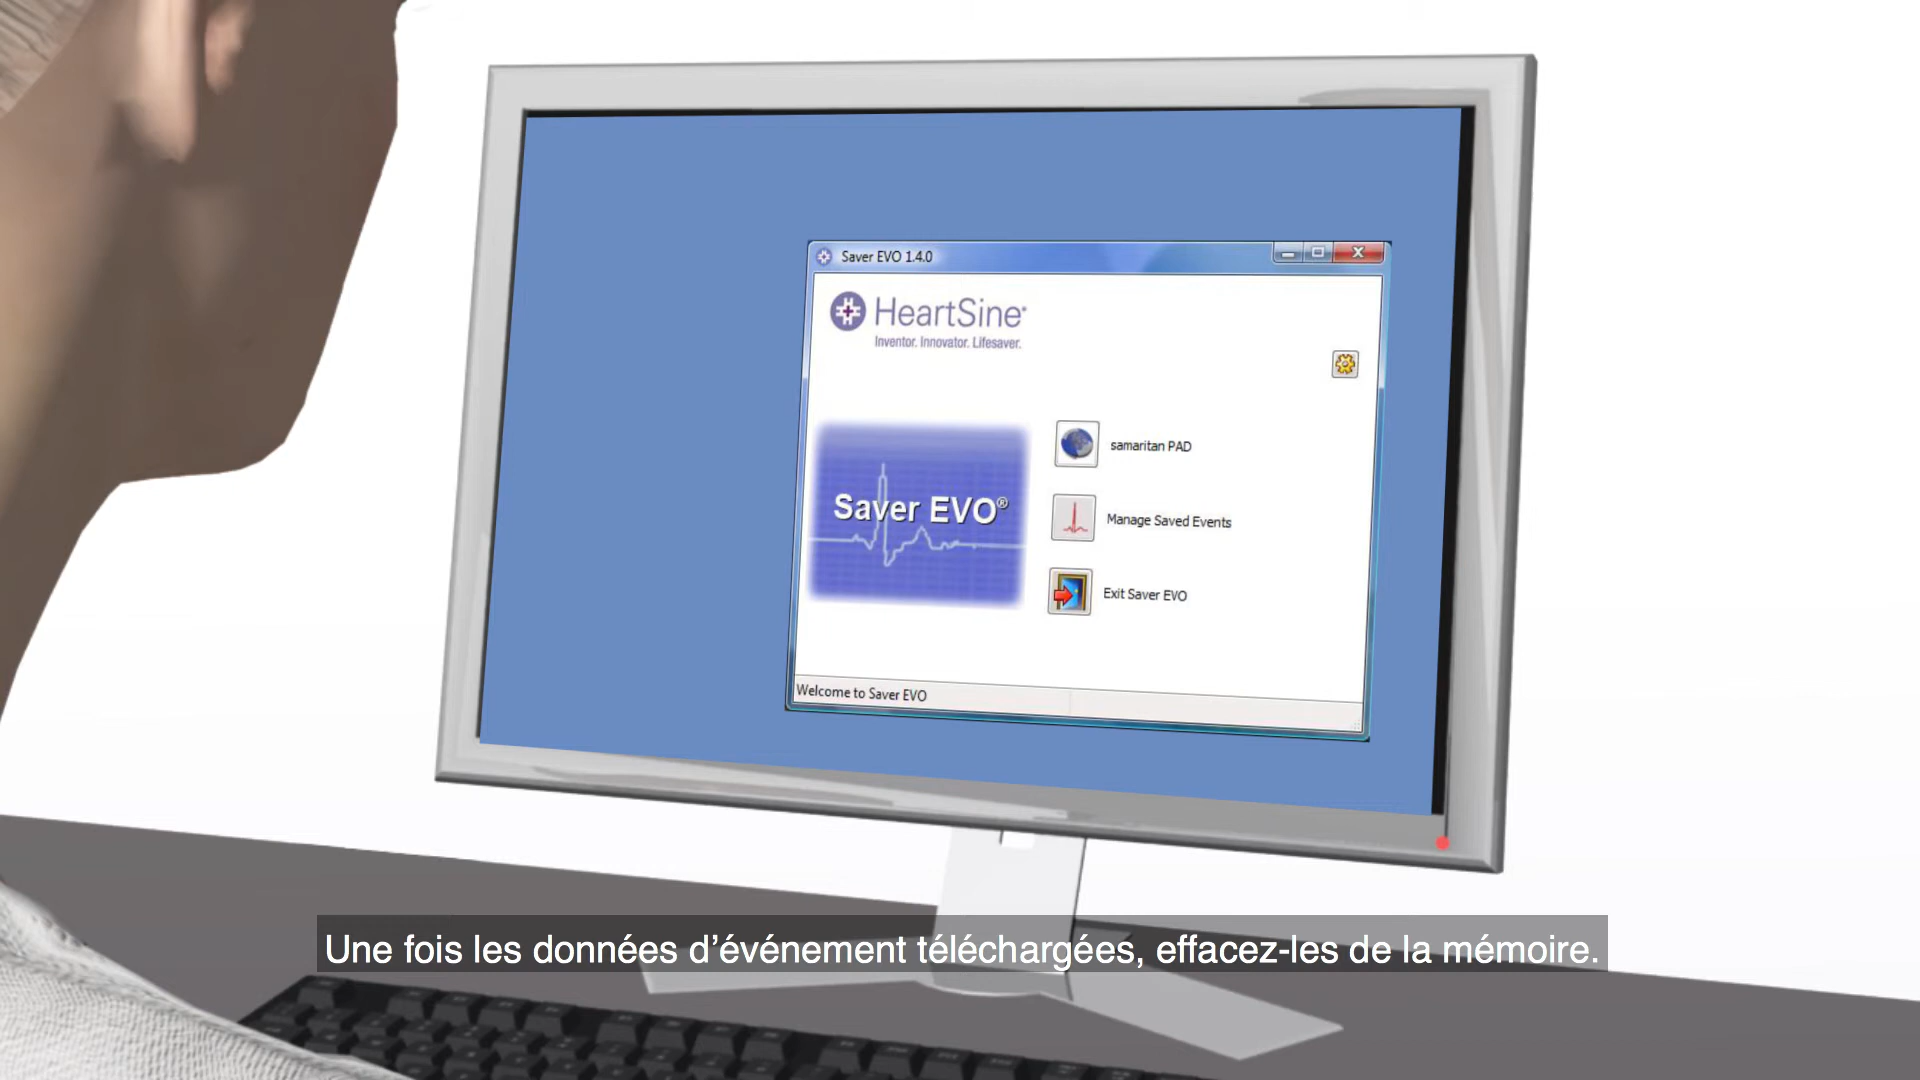 Saver EVO 1.4.0
HeartSine®
Inventor. Innovator. Lifesaver.
samaritan PAD
Saver EVO®
Manage Saved Events
Exit Saver EVO
Welcome to Saver EVO
Une fois les données d’événement téléchargées, effacez-les de la mémoire.